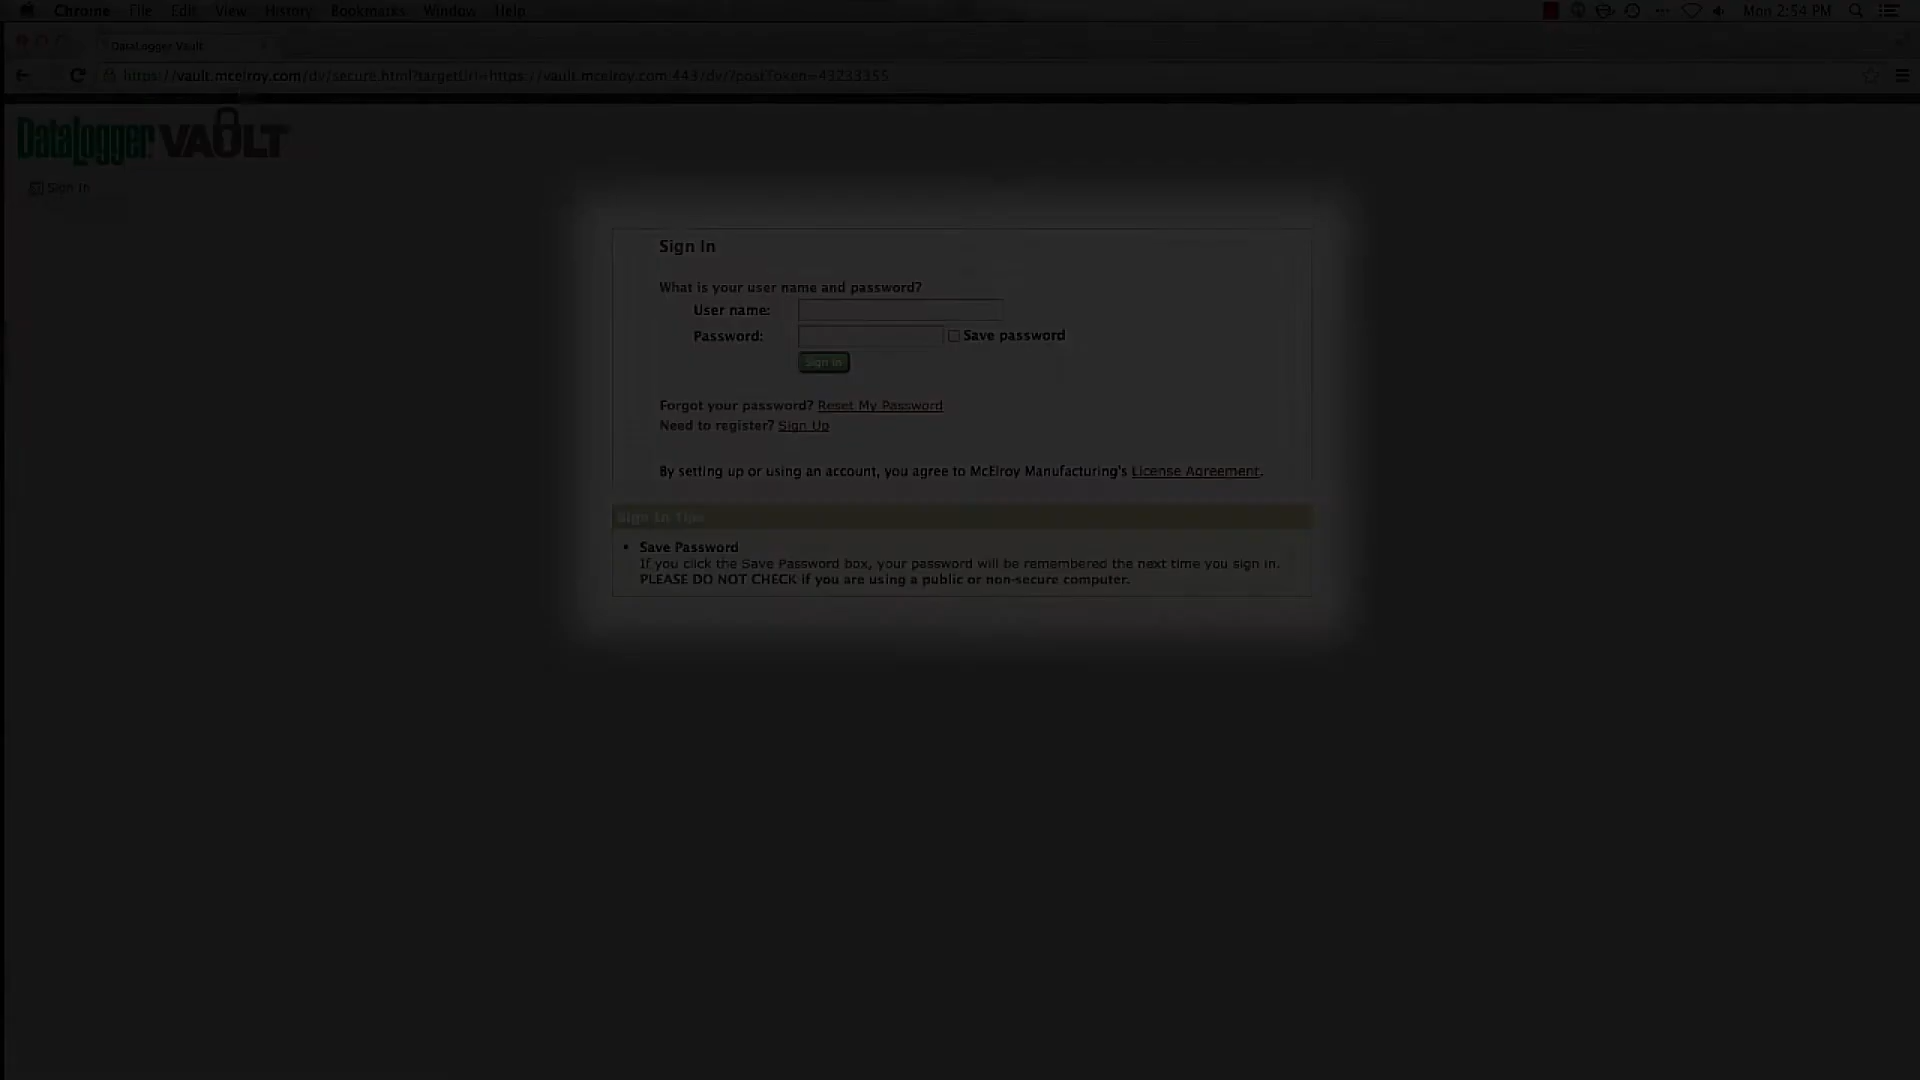 Chrome File Edit View History Bookmarks Window Help Mon 2:54 PM
DataLogger Vault
https://vault.mcelroy.com/dv/secure.html?targetUrl=https://vault.mcelroy.com:443/dv/?postToken=43233355
DataLogger VAULT
Sign In
Sign In
What is your user name and password?
User name:
Password: Save password
Sign In
Forgot your password? Reset My Password
Need to register? Sign Up
By setting up or using an account, you agree to McElroy Manufacturing's License Agreement.
Sign In Tips
• Save Password
If you click the Save Password box, your password will be remembered the next time you sign in.
PLEASE DO NOT CHECK if you are using a public or non-secure computer.